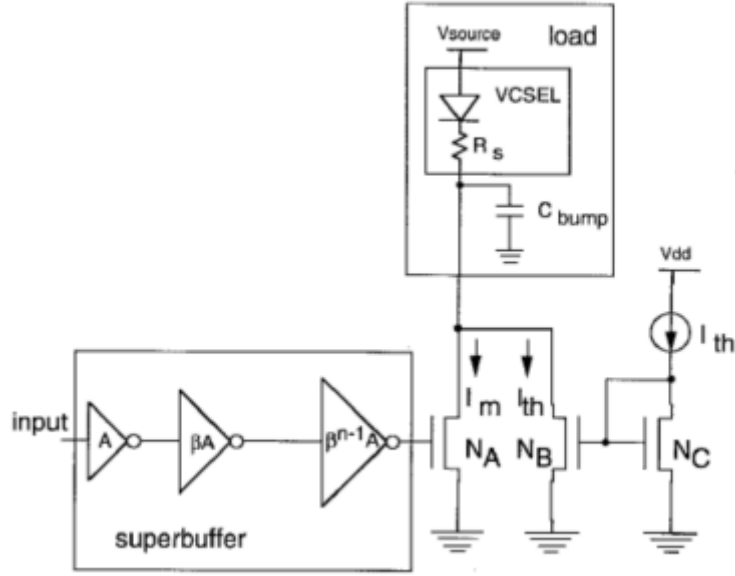 Vsource
load
VCSEL
R s
C bump
Vdd
I th
I m
I th
input
A
βA
β n-1 A
N A
N B
N C
superbuffer